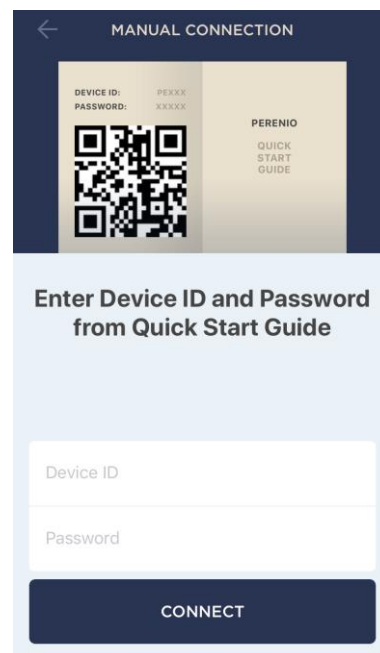 MANUAL CONNECTION
DEVICE ID: PEXXX
PASSWORD: XXXXX
PERENIO
QUICK
START
GUIDE
Enter Device ID and Password
from Quick Start Guide
Device ID
Password
CONNECT